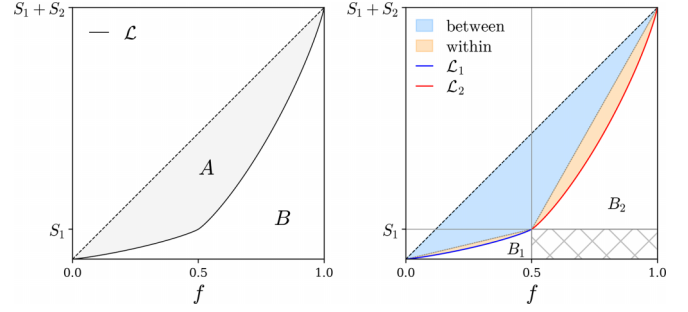 S₁ + S₂
ℒ
A
B
S₁
0.0 0.5 1.0
f
S₁ + S₂
between
within
ℒ₁
ℒ₂
B₂
S₁
B₁
0.0 0.5 1.0
f